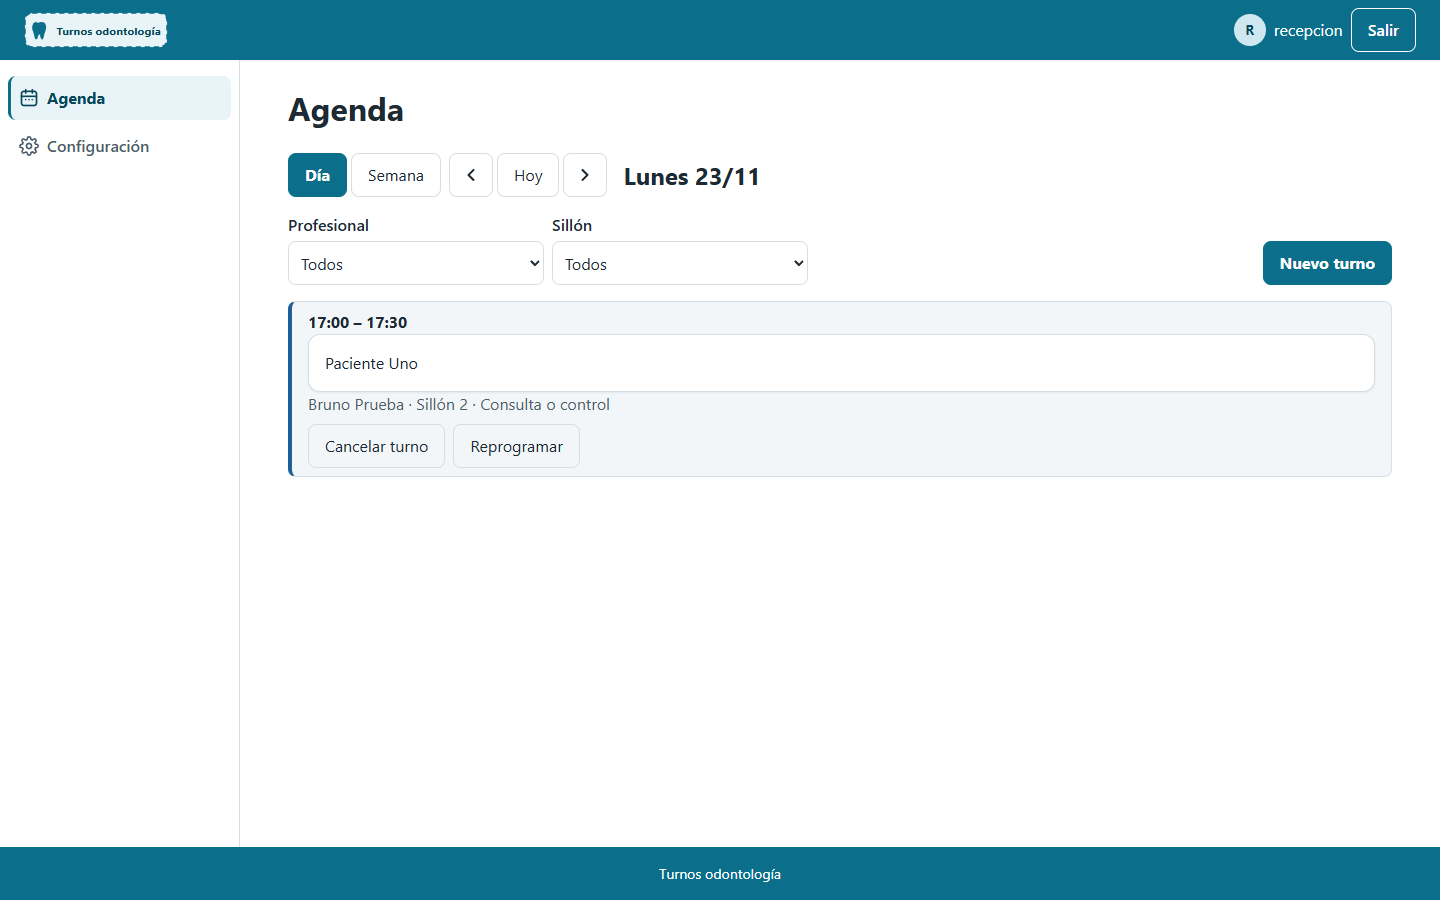 Turnos odontología
R recepcion Salir
Agenda
Configuración
Agenda
Día Semana Hoy Lunes 23/11
Profesional Sillón
Todos Todos Nuevo turno
17:00 – 17:30
Paciente Uno
Bruno Prueba · Sillón 2 · Consulta o control
Cancelar turno Reprogramar
Turnos odontología